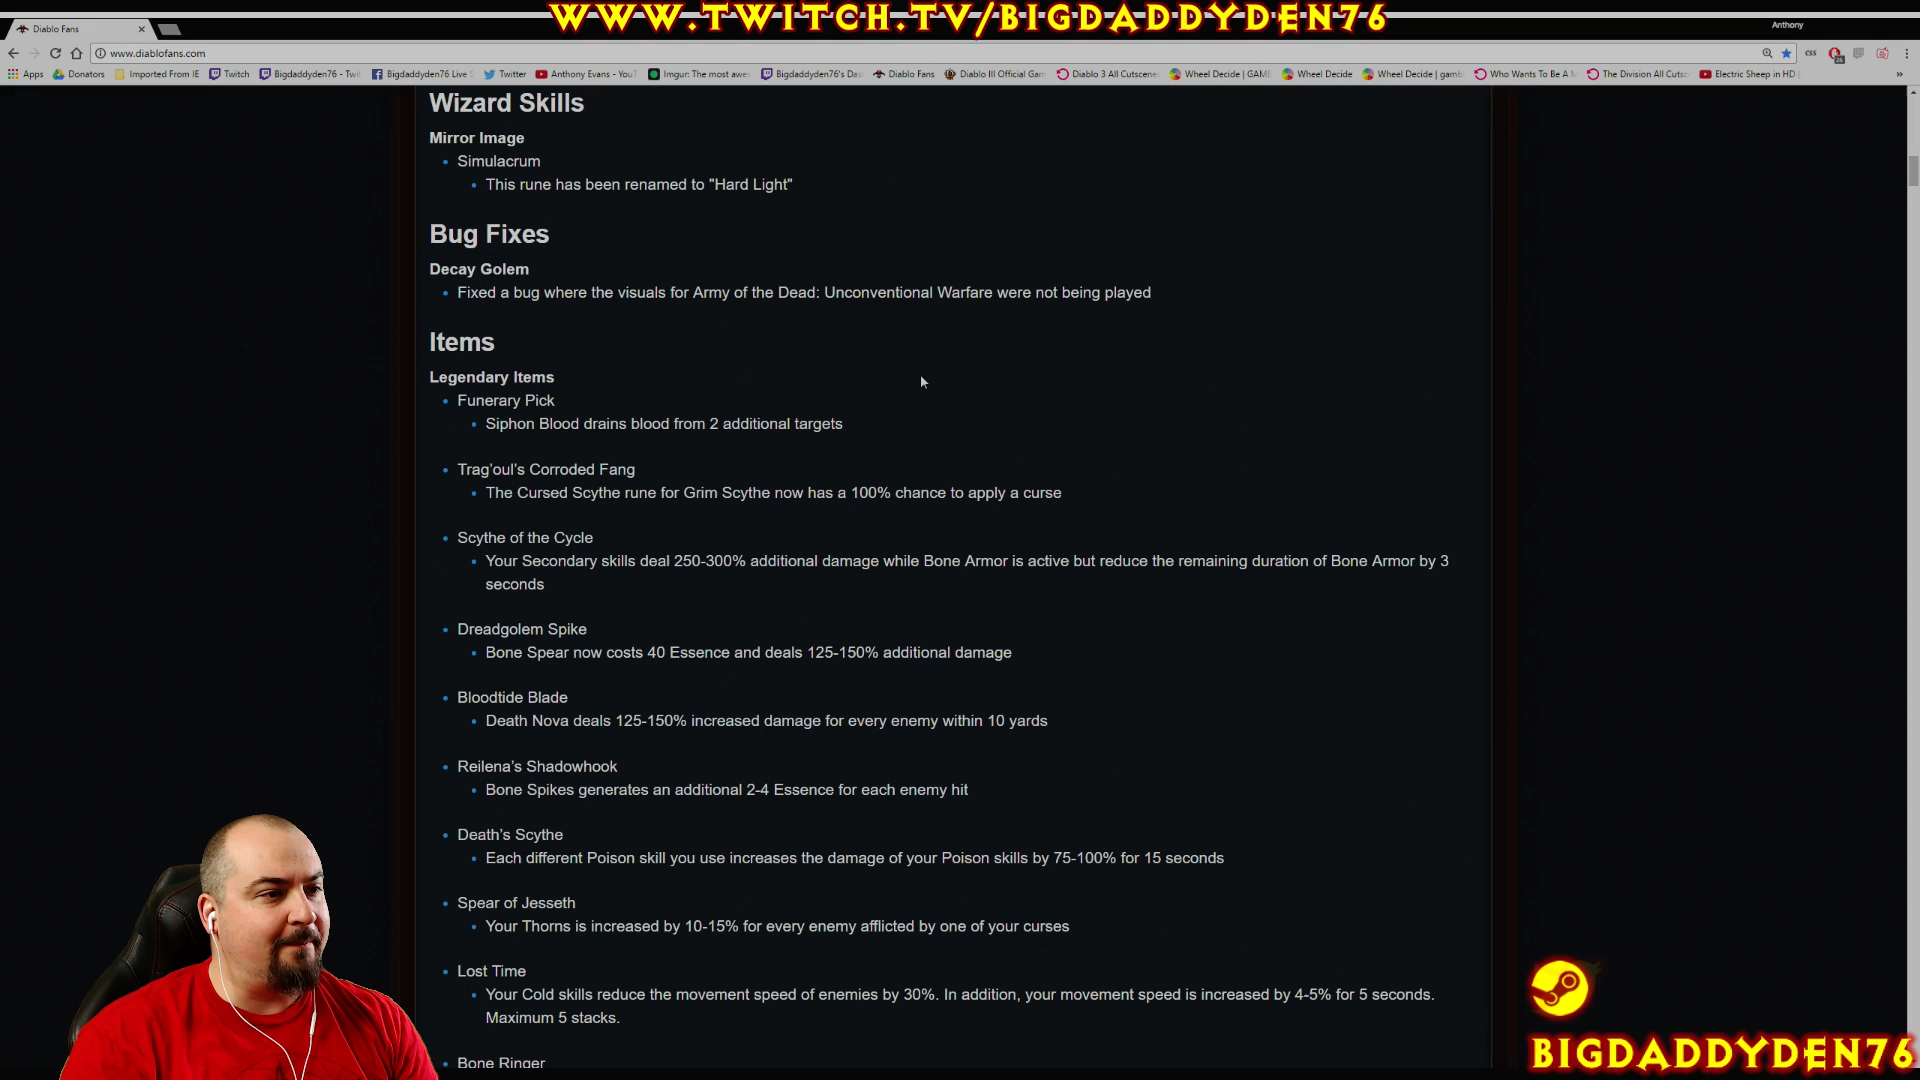 WWW.TWITCH.TV/BIGDADDYDEN76
Diablo Fans
Anthony
www.diablofans.com
Apps Donators Imported From IE Twitch Bigdaddyden76 - Twi Bigdaddyden76 Live Twitter Anthony Evans - YouT Imgur: The most awe Bigdaddyden76's Das Diablo Fans Diablo III Official Gam Diablo 3 All Cutscene Wheel Decide | GAME Wheel Decide Wheel Decide | gamb Who Wants To Be A The Division All Cutsc Electric Sheep in HD
Wizard Skills
Mirror Image
Simulacrum
This rune has been renamed to "Hard Light"
Bug Fixes
Decay Golem
Fixed a bug where the visuals for Army of the Dead: Unconventional Warfare were not being played
Items
Legendary Items
Funerary Pick
Siphon Blood drains blood from 2 additional targets
Trag'oul's Corroded Fang
The Cursed Scythe rune for Grim Scythe now has a 100% chance to apply a curse
Scythe of the Cycle
Your Secondary skills deal 250-300% additional damage while Bone Armor is active but reduce the remaining duration of Bone Armor by 3
seconds
Dreadgolem Spike
Bone Spear now costs 40 Essence and deals 125-150% additional damage
Bloodtide Blade
Death Nova deals 125-150% increased damage for every enemy within 10 yards
Reilena's Shadowhook
Bone Spikes generates an additional 2-4 Essence for each enemy hit
Death's Scythe
Each different Poison skill you use increases the damage of your Poison skills by 75-100% for 15 seconds
Spear of Jesseth
Your Thorns is increased by 10-15% for every enemy afflicted by one of your curses
Lost Time
Your Cold skills reduce the movement speed of enemies by 30%. In addition, your movement speed is increased by 4-5% for 5 seconds.
Maximum 5 stacks.
Bone Ringer
BIGDADDYDEN76